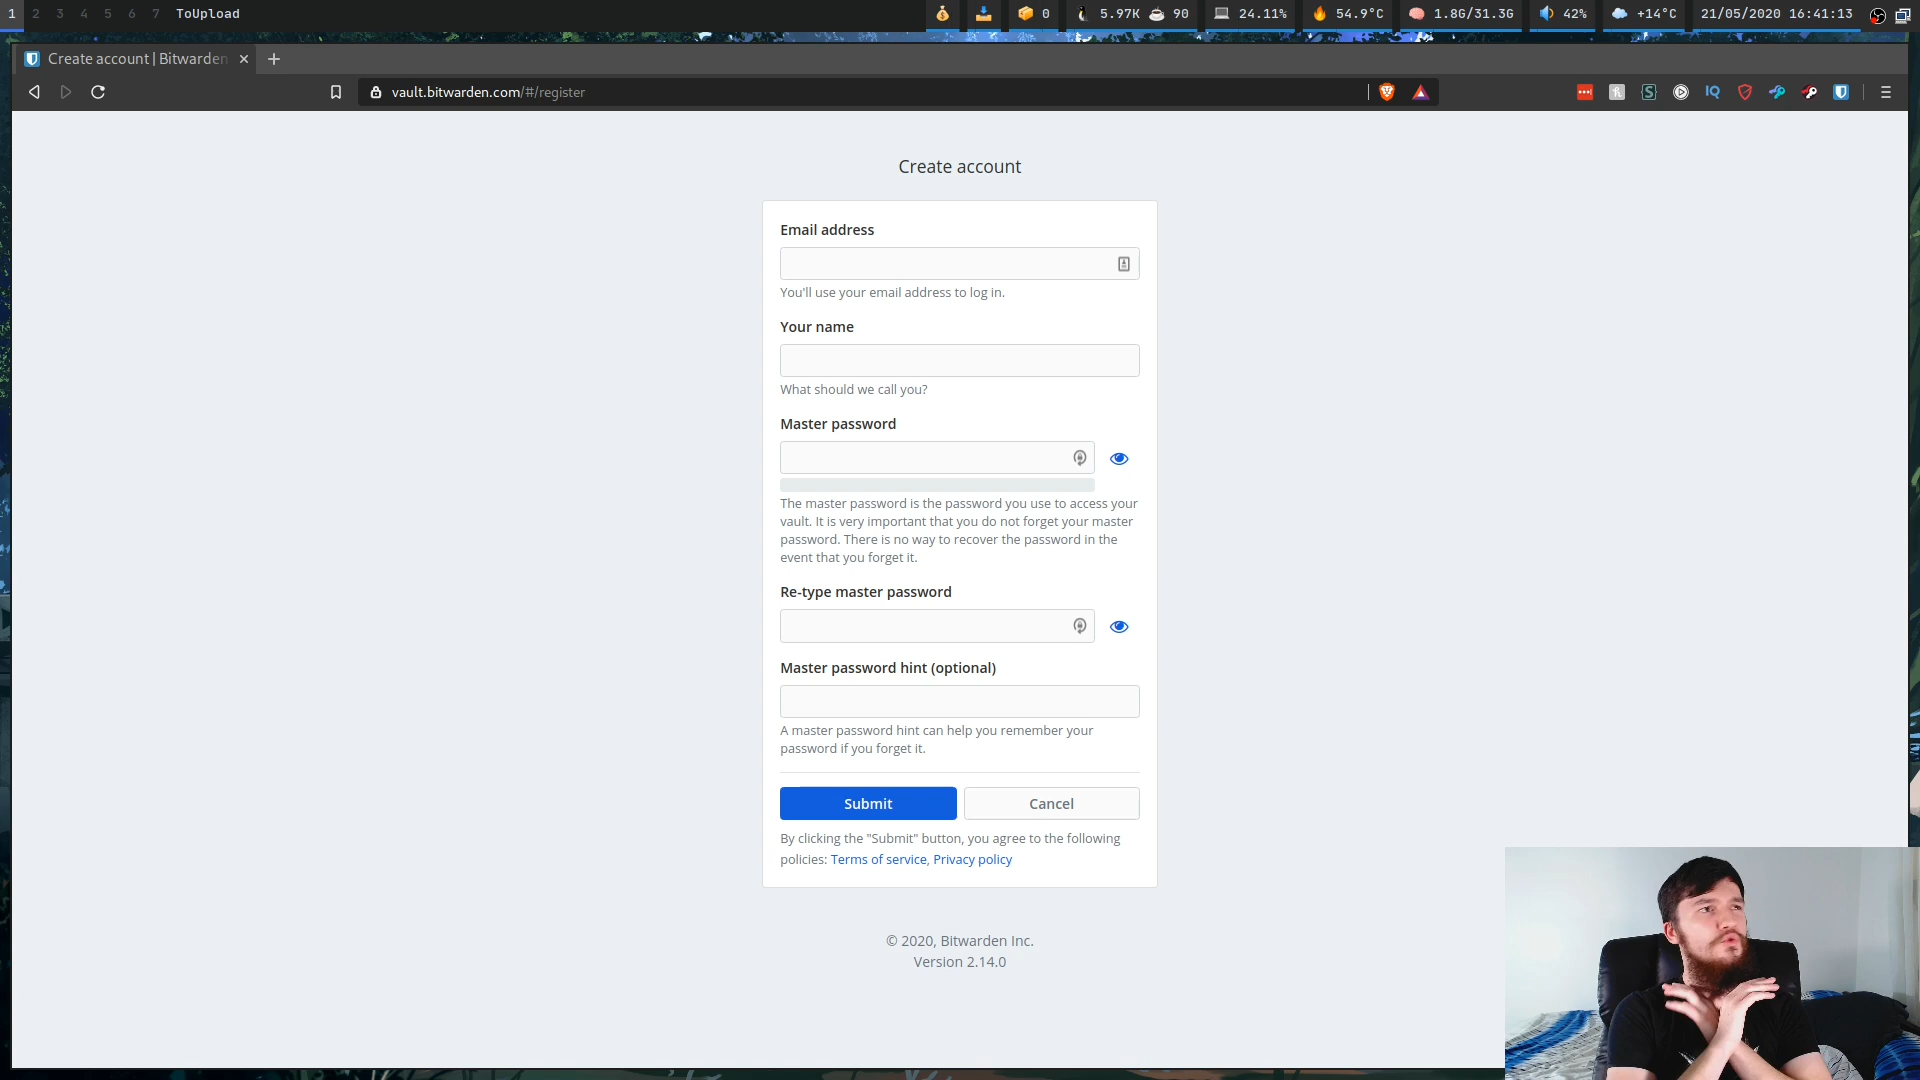 1 2 3 4 5 6 7 ToUpload
0 5.97K 90 24.11% 54.9°C 1.8G/31.3G 42% +14°C 21/05/2020 16:41:13
Create account | Bitwarden
vault.bitwarden.com/#/register
IQ
Create account
Email address
You'll use your email address to log in.
Your name
What should we call you?
Master password
The master password is the password you use to access your
vault. It is very important that you do not forget your master
password. There is no way to recover the password in the
event that you forget it.
Re-type master password
Master password hint (optional)
A master password hint can help you remember your
password if you forget it.
Submit Cancel
By clicking the "Submit" button, you agree to the following
policies: Terms of service, Privacy policy
© 2020, Bitwarden Inc.
Version 2.14.0